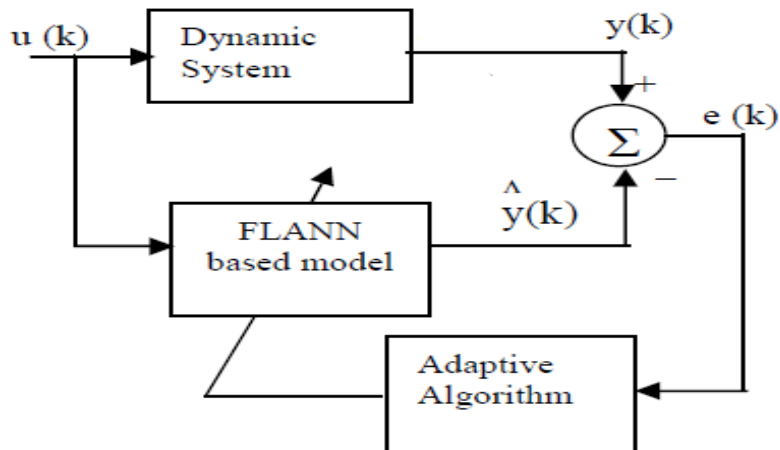 u (k)
Dynamic
System
y(k)
+
Σ
e (k)
−
^
y(k)
FLANN
based model
Adaptive
Algorithm